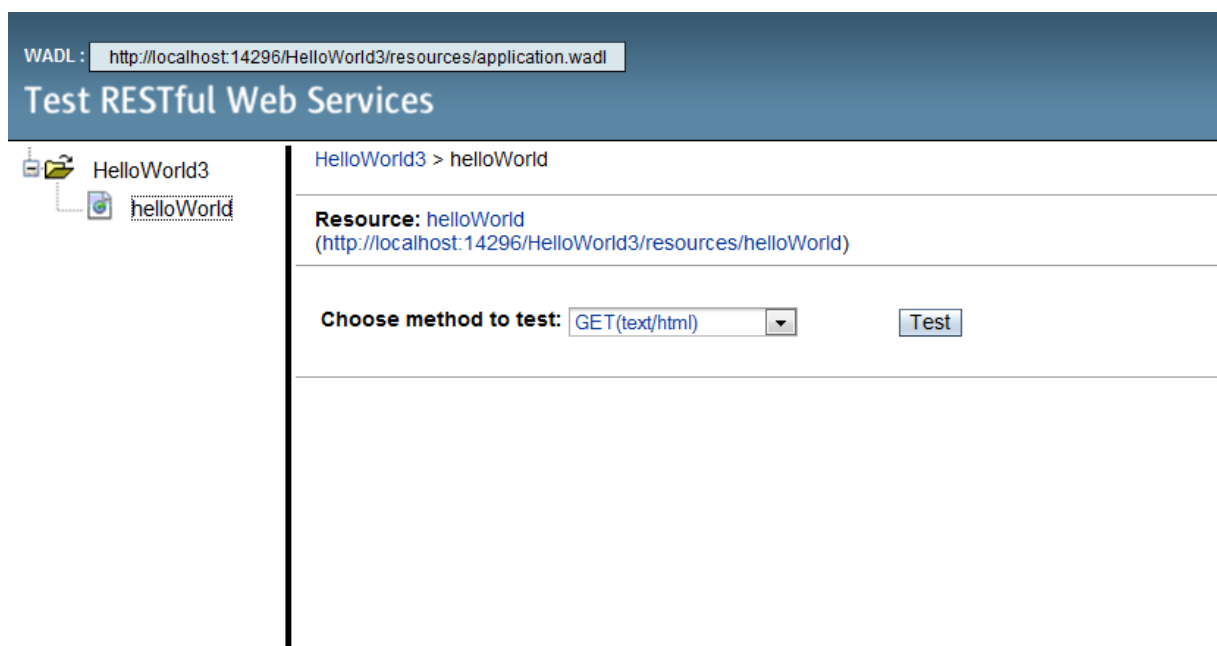 WADL : http://localhost:14296/HelloWorld3/resources/application.wadl
Test RESTful Web Services
HelloWorld3
helloWorld
HelloWorld3 > helloWorld
Resource: helloWorld
(http://localhost:14296/HelloWorld3/resources/helloWorld)
Choose method to test: GET(text/html) Test